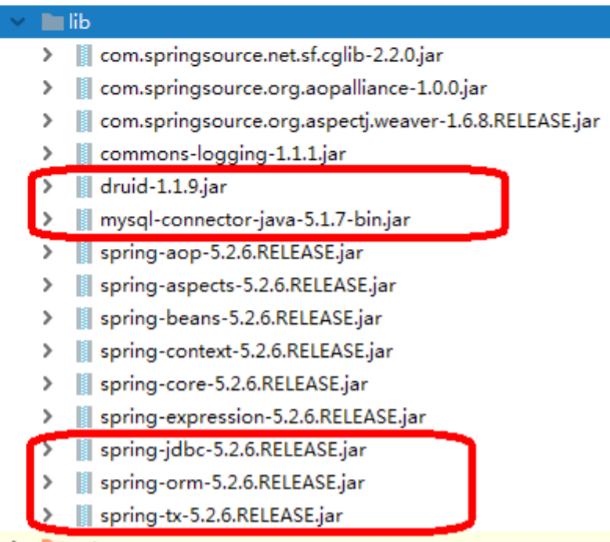 lib
com.springsource.net.sf.cglib-2.2.0.jar
com.springsource.org.aopalliance-1.0.0.jar
com.springsource.org.aspectj.weaver-1.6.8.RELEASE.jar
commons-logging-1.1.1.jar
druid-1.1.9.jar
mysql-connector-java-5.1.7-bin.jar
spring-aop-5.2.6.RELEASE.jar
spring-aspects-5.2.6.RELEASE.jar
spring-beans-5.2.6.RELEASE.jar
spring-context-5.2.6.RELEASE.jar
spring-core-5.2.6.RELEASE.jar
spring-expression-5.2.6.RELEASE.jar
spring-jdbc-5.2.6.RELEASE.jar
spring-orm-5.2.6.RELEASE.jar
spring-tx-5.2.6.RELEASE.jar